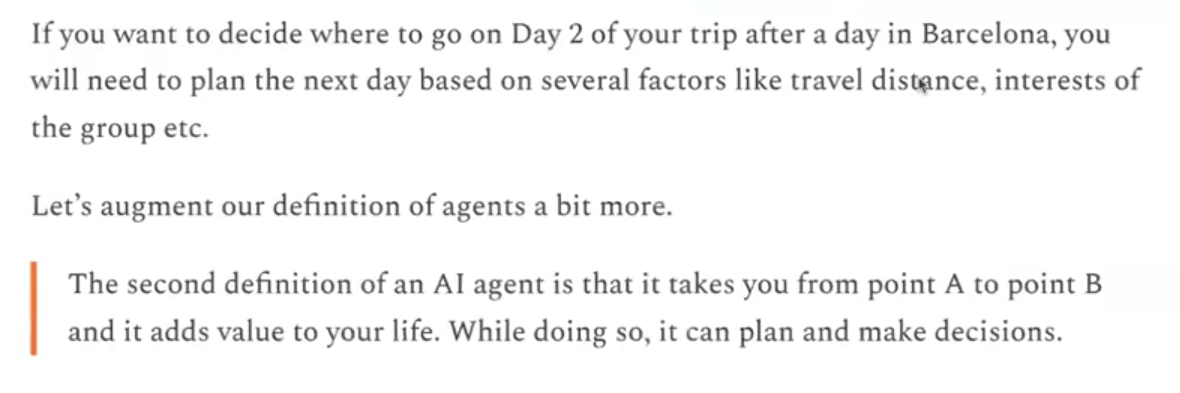 If you want to decide where to go on Day 2 of your trip after a day in Barcelona, you
will need to plan the next day based on several factors like travel distance, interests of
the group etc.
Let’s augment our definition of agents a bit more.
The second definition of an AI agent is that it takes you from point A to point B
and it adds value to your life. While doing so, it can plan and make decisions.